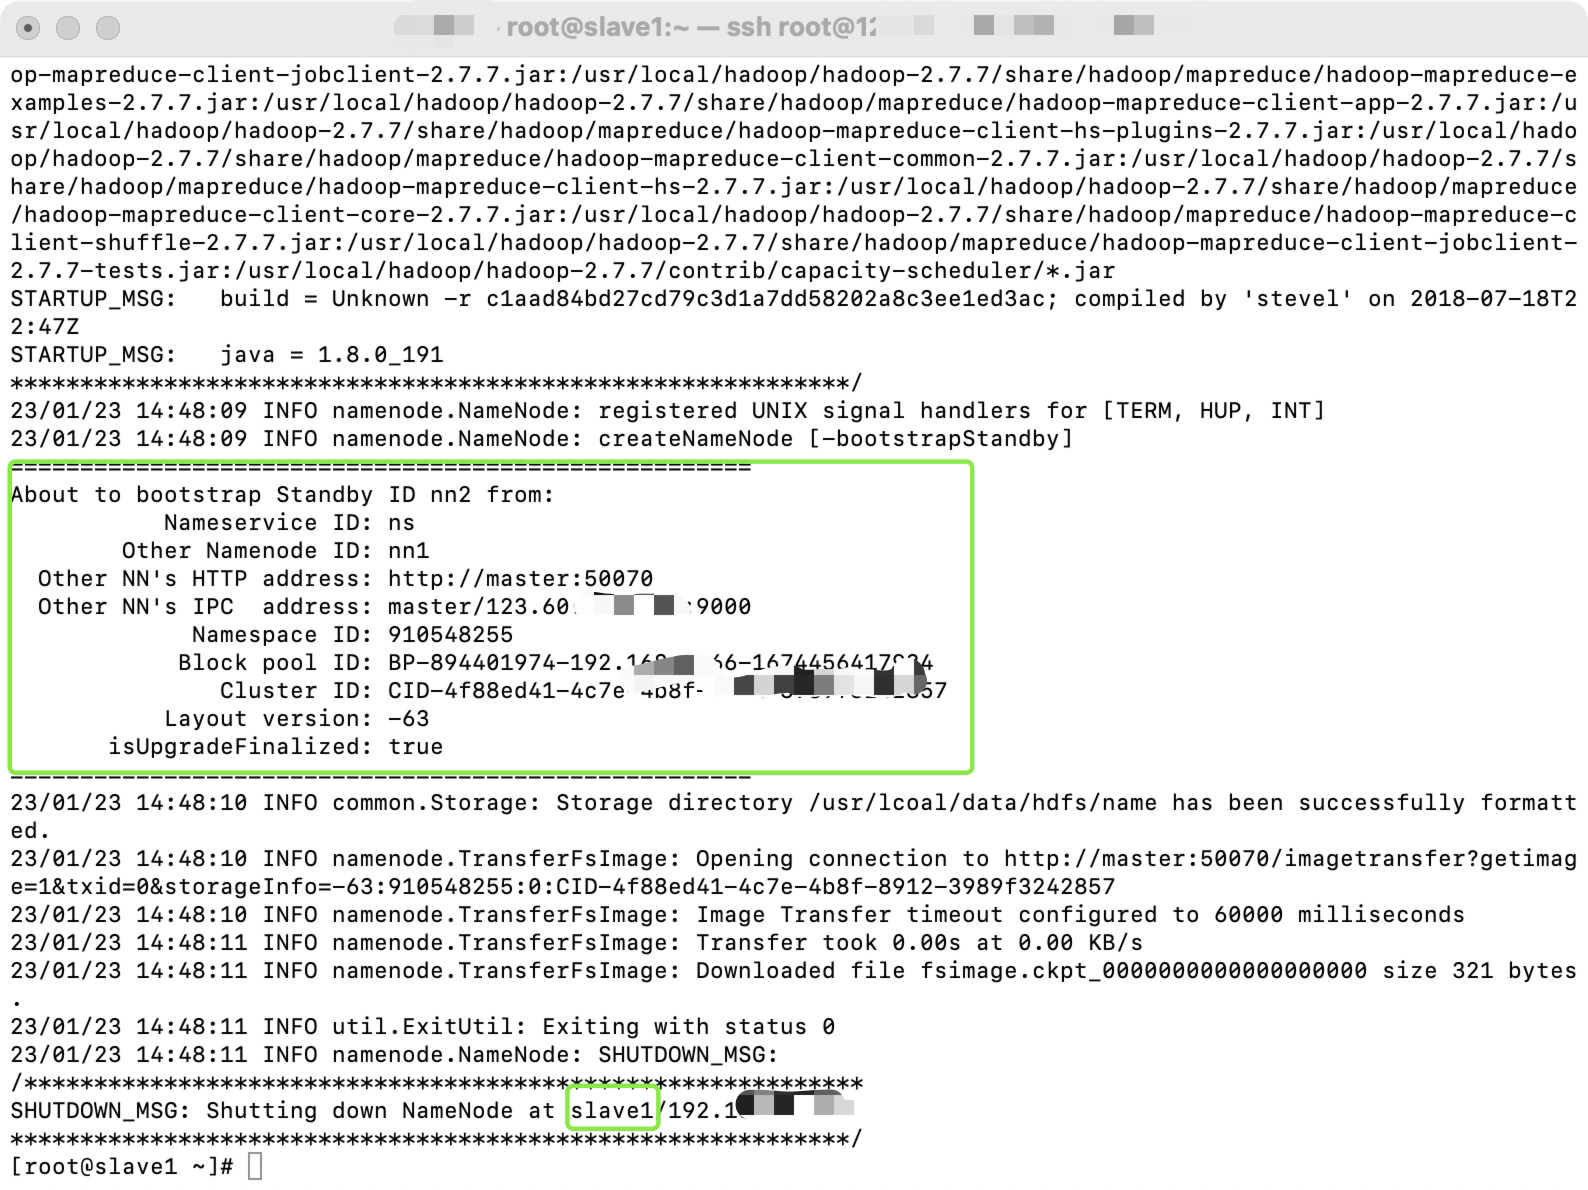 root@slave1:~ — ssh root@12
op-mapreduce-client-jobclient-2.7.7.jar:/usr/local/hadoop/hadoop-2.7.7/share/hadoop/mapreduce/hadoop-mapreduce-e
xamples-2.7.7.jar:/usr/local/hadoop/hadoop-2.7.7/share/hadoop/mapreduce/hadoop-mapreduce-client-app-2.7.7.jar:/u
sr/local/hadoop/hadoop-2.7.7/share/hadoop/mapreduce/hadoop-mapreduce-client-hs-plugins-2.7.7.jar:/usr/local/hado
op/hadoop-2.7.7/share/hadoop/mapreduce/hadoop-mapreduce-client-common-2.7.7.jar:/usr/local/hadoop/hadoop-2.7.7/s
hare/hadoop/mapreduce/hadoop-mapreduce-client-hs-2.7.7.jar:/usr/local/hadoop/hadoop-2.7.7/share/hadoop/mapreduce
/hadoop-mapreduce-client-core-2.7.7.jar:/usr/local/hadoop/hadoop-2.7.7/share/hadoop/mapreduce/hadoop-mapreduce-c
lient-shuffle-2.7.7.jar:/usr/local/hadoop/hadoop-2.7.7/share/hadoop/mapreduce/hadoop-mapreduce-client-jobclient-
2.7.7-tests.jar:/usr/local/hadoop/hadoop-2.7.7/contrib/capacity-scheduler/*.jar
STARTUP_MSG:   build = Unknown -r c1aad84bd27cd79c3d1a7dd58202a8c3ee1ed3ac; compiled by 'stevel' on 2018-07-18T2
2:47Z
STARTUP_MSG:   java = 1.8.0_191
************************************************************/
23/01/23 14:48:09 INFO namenode.NameNode: registered UNIX signal handlers for [TERM, HUP, INT]
23/01/23 14:48:09 INFO namenode.NameNode: createNameNode [-bootstrapStandby]
=====================================================
About to bootstrap Standby ID nn2 from:
Nameservice ID: ns
Other Namenode ID: nn1
Other NN's HTTP address: http://master:50070
Other NN's IPC  address: master/123.60 :9000
Namespace ID: 910548255
Block pool ID: BP-894401974-192.
Cluster ID: CID-4f88ed41-4c7e-4b8f-
Layout version: -63
isUpgradeFinalized: true
=====================================================
23/01/23 14:48:10 INFO common.Storage: Storage directory /usr/lcoal/data/hdfs/name has been successfully formatt
ed.
23/01/23 14:48:10 INFO namenode.TransferFsImage: Opening connection to http://master:50070/imagetransfer?getimag
e=1&txid=0&storageInfo=-63:910548255:0:CID-4f88ed41-4c7e-4b8f-8912-3989f3242857
23/01/23 14:48:10 INFO namenode.TransferFsImage: Image Transfer timeout configured to 60000 milliseconds
23/01/23 14:48:11 INFO namenode.TransferFsImage: Transfer took 0.00s at 0.00 KB/s
23/01/23 14:48:11 INFO namenode.TransferFsImage: Downloaded file fsimage.ckpt_0000000000000000000 size 321 bytes
.
23/01/23 14:48:11 INFO util.ExitUtil: Exiting with status 0
23/01/23 14:48:11 INFO namenode.NameNode: SHUTDOWN_MSG:
/************************************************************
SHUTDOWN_MSG: Shutting down NameNode at slave1/192.1
************************************************************/
[root@slave1 ~]#